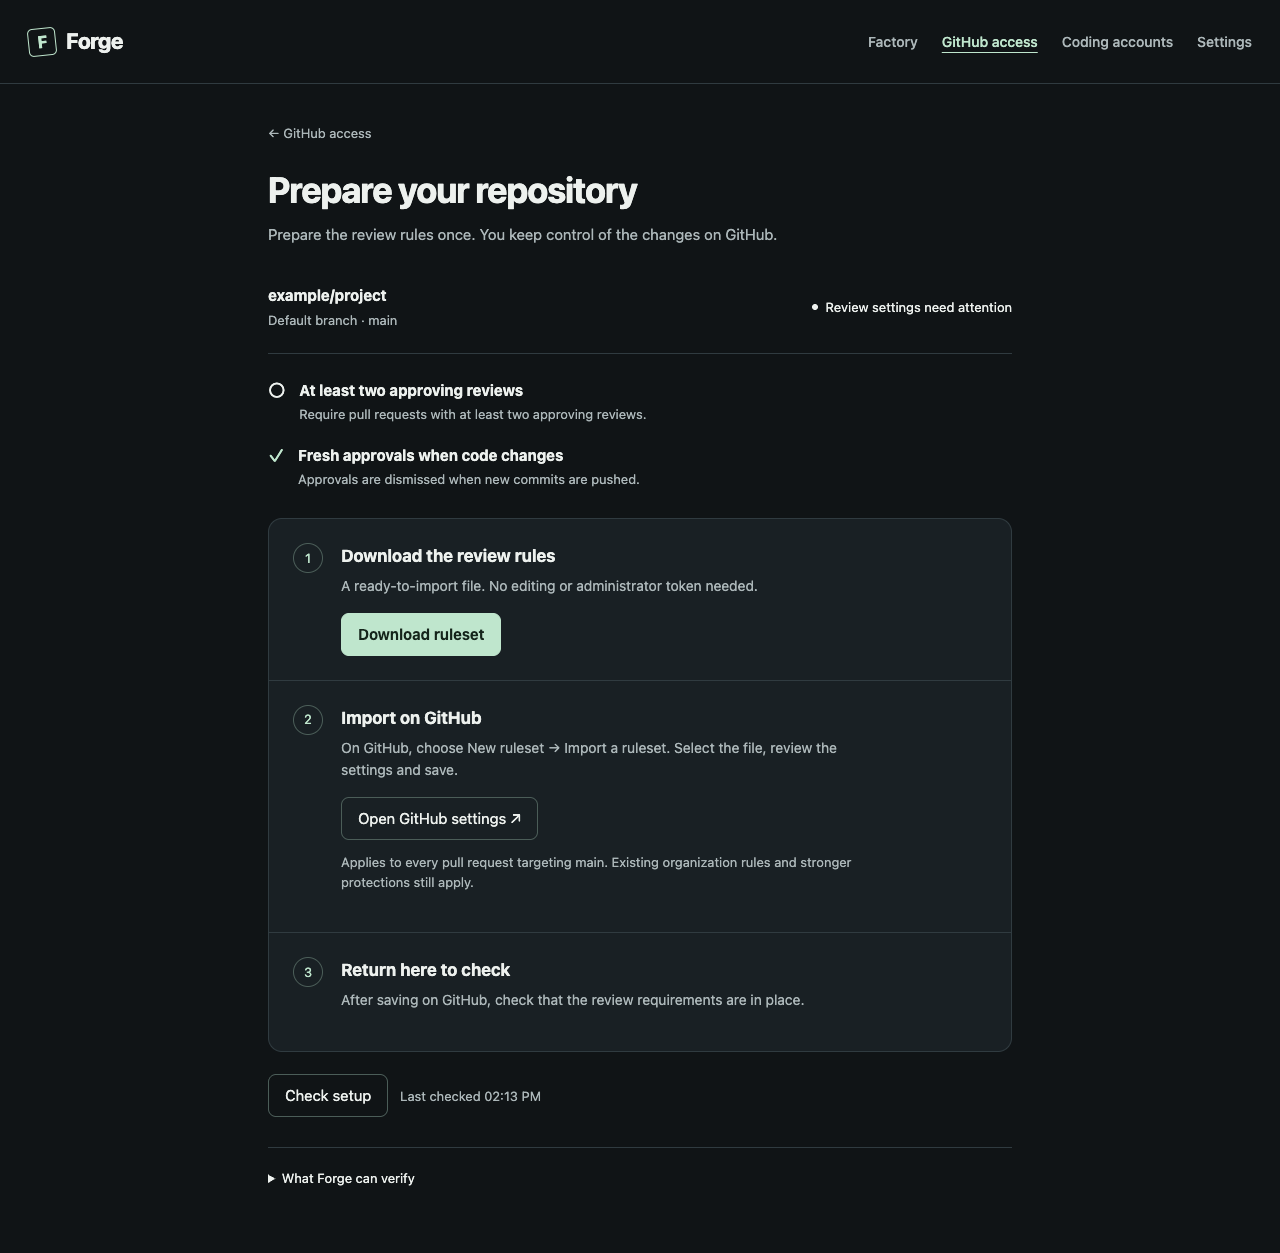 F Forge
Factory GitHub access Coding accounts Settings
← GitHub access
Prepare your repository
Prepare the review rules once. You keep control of the changes on GitHub.
example/project
Default branch · main
Review settings need attention
At least two approving reviews
Require pull requests with at least two approving reviews.
Fresh approvals when code changes
Approvals are dismissed when new commits are pushed.
1 Download the review rules
A ready-to-import file. No editing or administrator token needed.
Download ruleset
2 Import on GitHub
On GitHub, choose New ruleset → Import a ruleset. Select the file, review the
settings and save.
Open GitHub settings ↗
Applies to every pull request targeting main. Existing organization rules and stronger
protections still apply.
3 Return here to check
After saving on GitHub, check that the review requirements are in place.
Check setup Last checked 02:13 PM
What Forge can verify